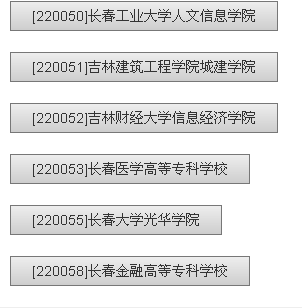 [220050]长春工业大学人文信息学院
[220051]吉林建筑工程学院城建学院
[220052]吉林财经大学信息经济学院
[220053]长春医学高等专科学校
[220055]长春大学光华学院
[220058]长春金融高等专科学校